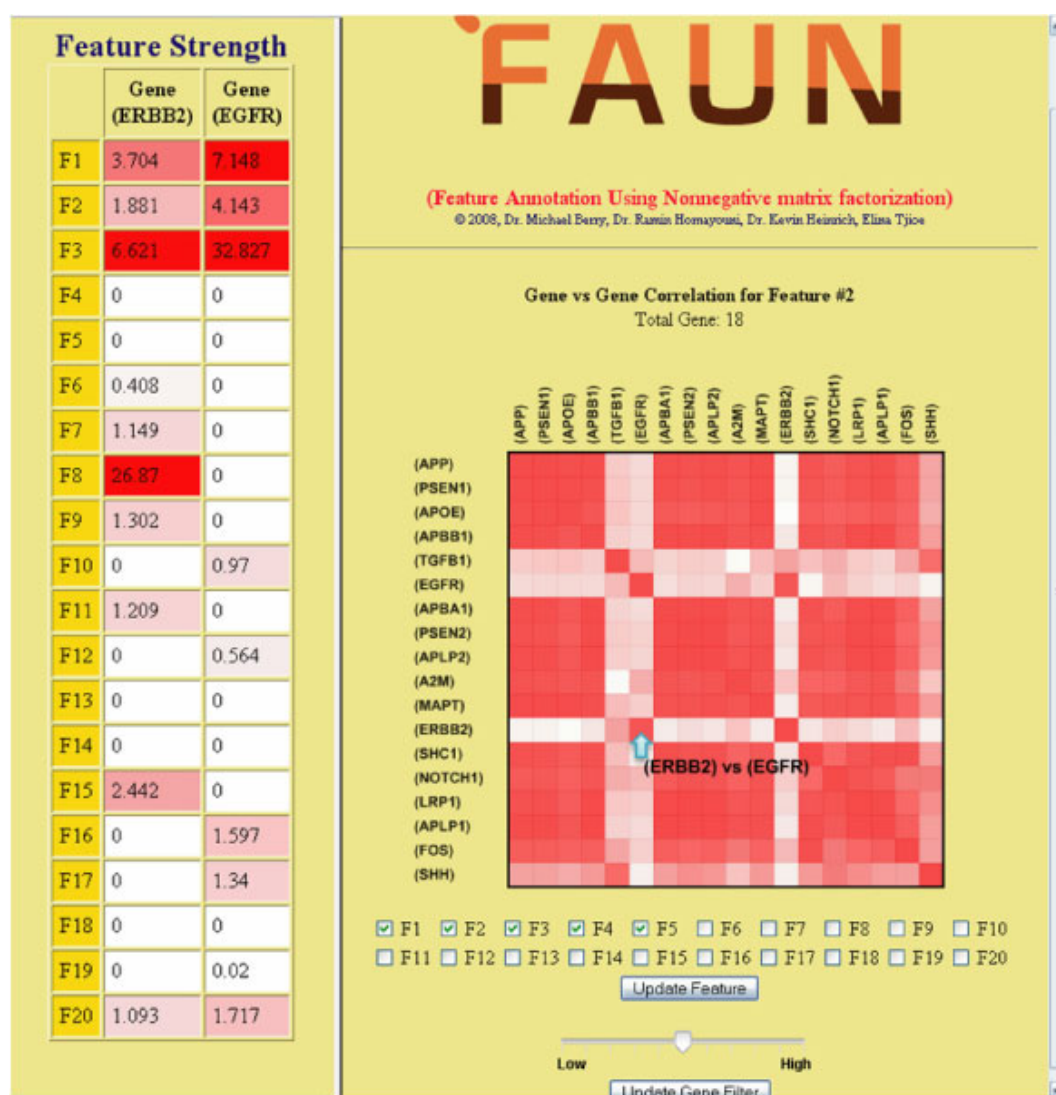 Feature Strength
Gene (ERBB2) Gene (EGFR)
F1 3.704 7.148
F2 1.881 4.143
F3 6.621 32.827
F4 0 0
F5 0 0
F6 0.408 0
F7 1.149 0
F8 26.87 0
F9 1.302 0
F10 0 0.97
F11 1.209 0
F12 0 0.564
F13 0 0
F14 0 0
F15 2.442 0
F16 0 1.597
F17 0 1.34
F18 0 0
F19 0 0.02
F20 1.093 1.717
FAUN
(Feature Annotation Using Nonnegative matrix factorization)
© 2008, Dr. Michael Berry, Dr. Ramin Homayouni, Dr. Kevin Heinrich, Elina Tjioe
Gene vs Gene Correlation for Feature #2
Total Gene: 18
(APP) (PSEN1) (APOE) (APBB1) (TGFB1) (EGFR) (APBA1) (PSEN2) (APLP2) (A2M) (MAPT) (ERBB2) (SHC1) (NOTCH1) (LRP1) (APLP1) (FOS) (SHH)
(APP)
(PSEN1)
(APOE)
(APBB1)
(TGFB1)
(EGFR)
(APBA1)
(PSEN2)
(APLP2)
(A2M)
(MAPT)
(ERBB2)
(SHC1)
(ERBB2) vs (EGFR)
(NOTCH1)
(LRP1)
(APLP1)
(FOS)
(SHH)
F1 F2 F3 F4 F5 F6 F7 F8 F9 F10
F11 F12 F13 F14 F15 F16 F17 F18 F19 F20
Update Feature
Low High
Update Gene Filter